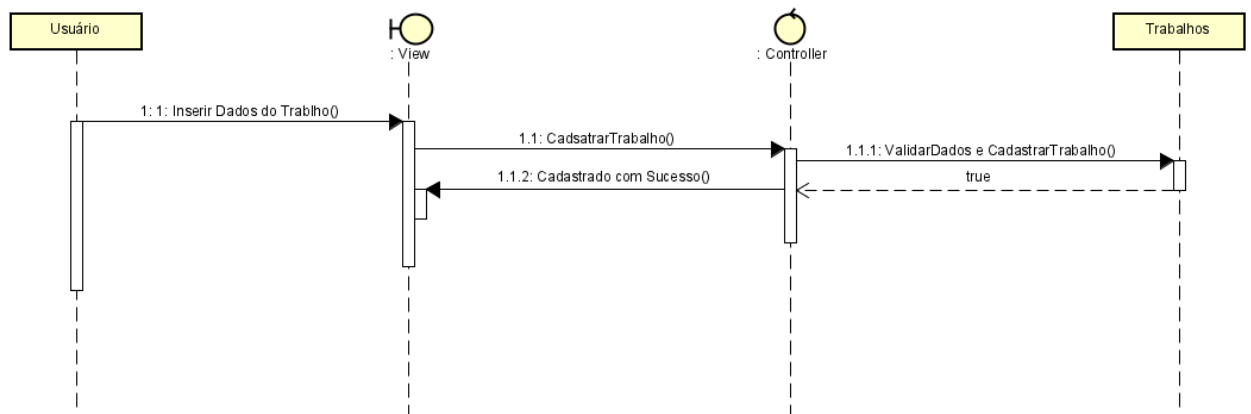 Usuário
: View
: Controller
Trabalhos
1: 1: Inserir Dados do Trablho()
1.1: CadsatrarTrabalho()
1.1.1: ValidarDados e CadastrarTrabalho()
1.1.2: Cadastrado com Sucesso()
true